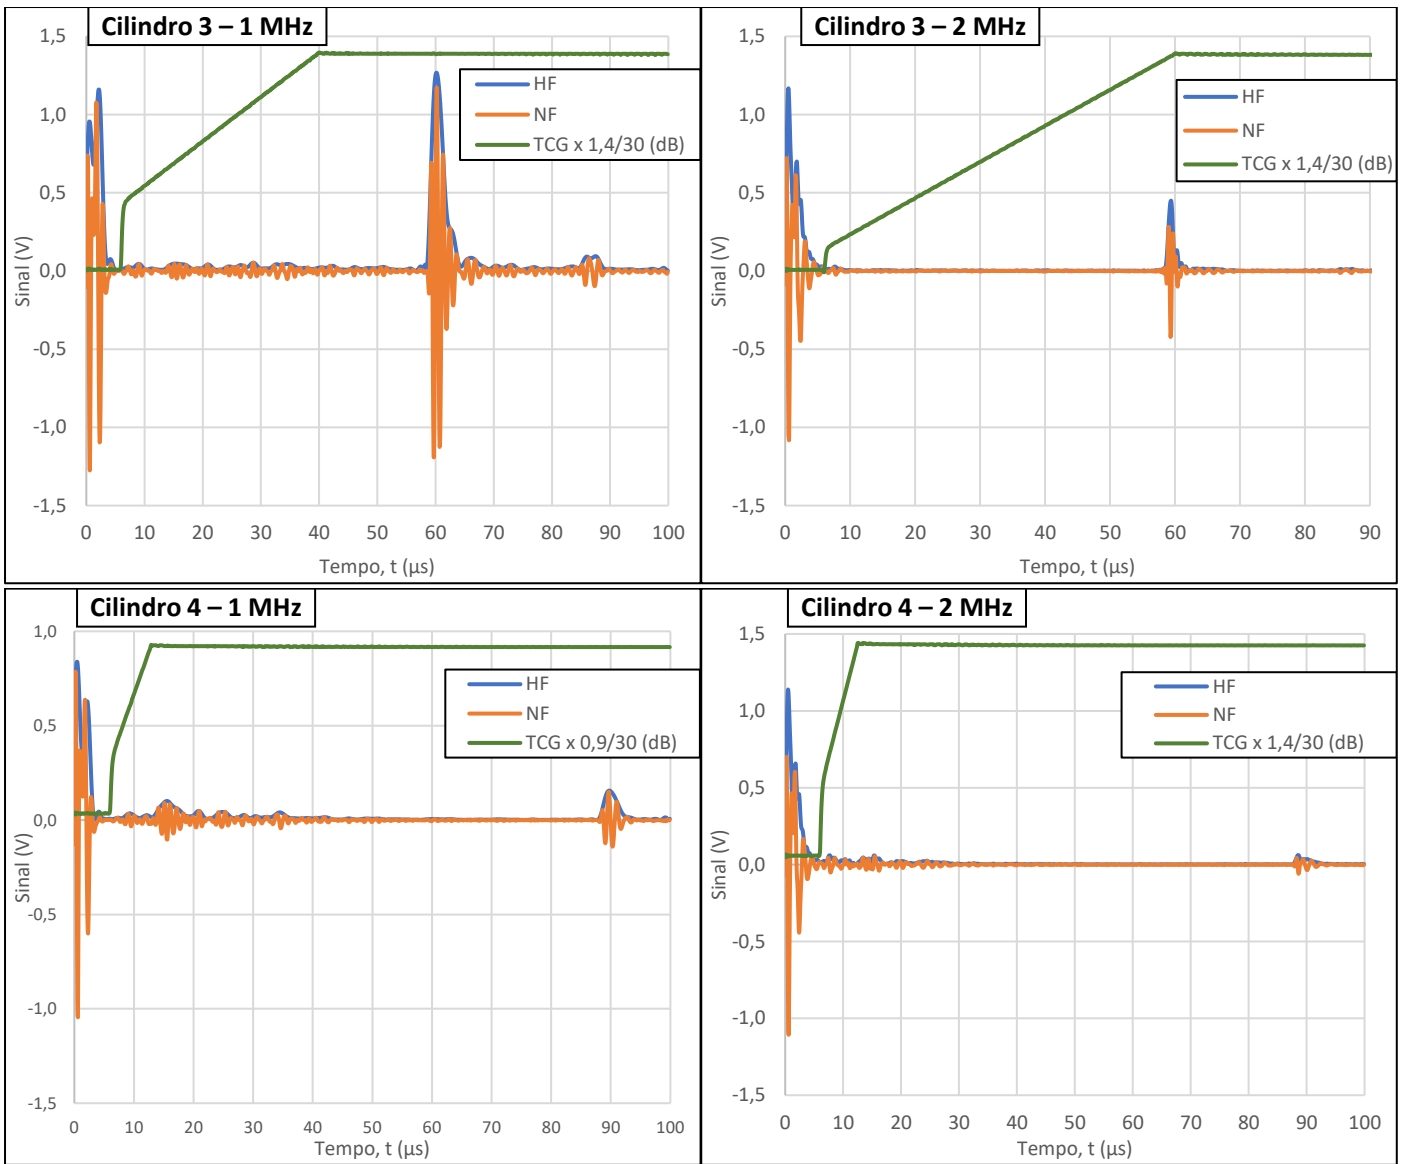 Cilindro 3 – 1 MHz
1,5
1,0
0,5
0,0
-0,5
-1,0
-1,5
Sinal (V)
HF
NF
TCG x 1,4/30 (dB)
0 10 20 30 40 50 60 70 80 90 100
Tempo, t (µs)
Cilindro 3 – 2 MHz
1,5
1,0
0,5
0,0
-0,5
-1,0
-1,5
Sinal (V)
HF
NF
TCG x 1,4/30 (dB)
0 10 20 30 40 50 60 70 80 90
Tempo, t (µs)
Cilindro 4 – 1 MHz
1,0
0,5
0,0
-0,5
-1,0
-1,5
Sinal (V)
HF
NF
TCG x 0,9/30 (dB)
0 10 20 30 40 50 60 70 80 90 100
Tempo, t (µs)
Cilindro 4 – 2 MHz
1,5
1,0
0,5
0,0
-0,5
-1,0
-1,5
Sinal (V)
HF
NF
TCG x 1,4/30 (dB)
0 10 20 30 40 50 60 70 80 90 100
Tempo, t (µs)